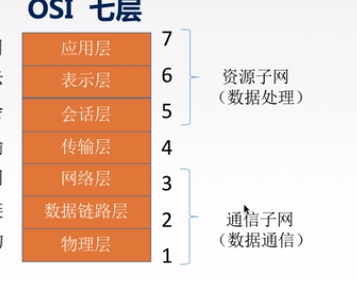 OSI 七层
应用层 7
表示层 6
会话层 5
传输层 4
网络层 3
数据链路层 2
物理层 1
资源子网
（数据处理）
通信子网
（数据通信）